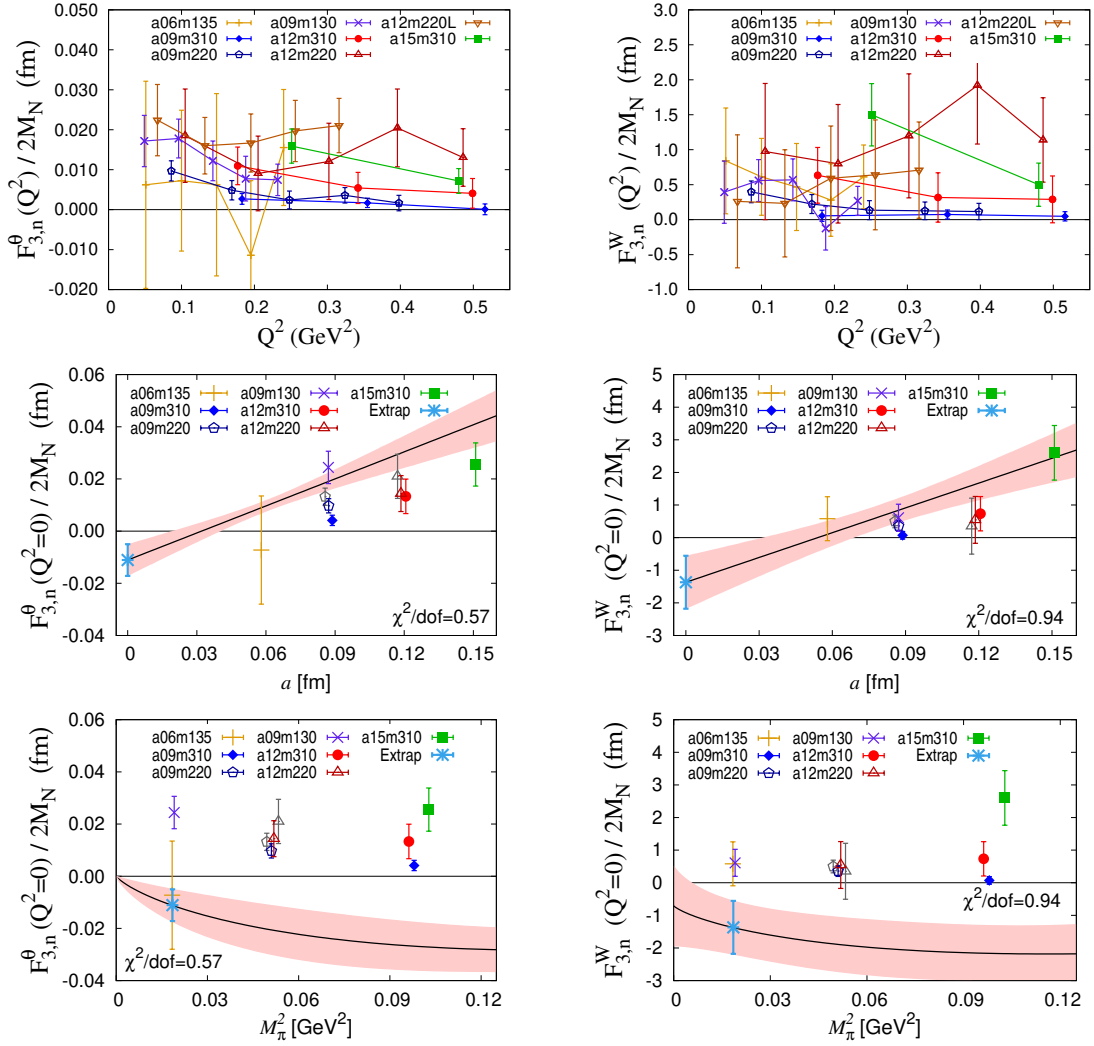 F^θ_{3,n}(Q^2) / 2M_N (fm)
0.050
0.040
0.030
0.020
0.010
0.000
-0.010
-0.020
a06m135 a09m130 a12m220L
a09m310 a12m310 a15m310
a09m220 a12m220
0 0.1 0.2 0.3 0.4 0.5
Q^2 (GeV^2)
F^W_{3,n}(Q^2) / 2M_N (fm)
3.0
2.5
2.0
1.5
1.0
0.5
0.0
-0.5
-1.0
a06m135 a09m130 a12m220L
a09m310 a12m310 a15m310
a09m220 a12m220
0 0.1 0.2 0.3 0.4 0.5
Q^2 (GeV^2)
F^θ_{3,n}(Q^2=0) / 2M_N (fm)
0.06
0.04
0.02
0.00
-0.02
-0.04
a06m135 a09m130 a15m310
a09m310 a12m310 Extrap
a09m220 a12m220
χ^2/dof=0.57
0 0.03 0.06 0.09 0.12 0.15
a [fm]
F^W_{3,n}(Q^2=0) / 2M_N (fm)
5
4
3
2
1
0
-1
-2
-3
a06m135 a09m130 a15m310
a09m310 a12m310 Extrap
a09m220 a12m220
χ^2/dof=0.94
0 0.03 0.06 0.09 0.12 0.15
a [fm]
F^θ_{3,n}(Q^2=0) / 2M_N (fm)
0.06
0.04
0.02
0.00
-0.02
-0.04
a06m135 a09m130 a15m310
a09m310 a12m310 Extrap
a09m220 a12m220
χ^2/dof=0.57
0 0.03 0.06 0.09 0.12
M_π^2 [GeV^2]
F^W_{3,n}(Q^2=0) / 2M_N (fm)
5
4
3
2
1
0
-1
-2
-3
a06m135 a09m130 a15m310
a09m310 a12m310 Extrap
a09m220 a12m220
χ^2/dof=0.94
0 0.03 0.06 0.09 0.12
M_π^2 [GeV^2]